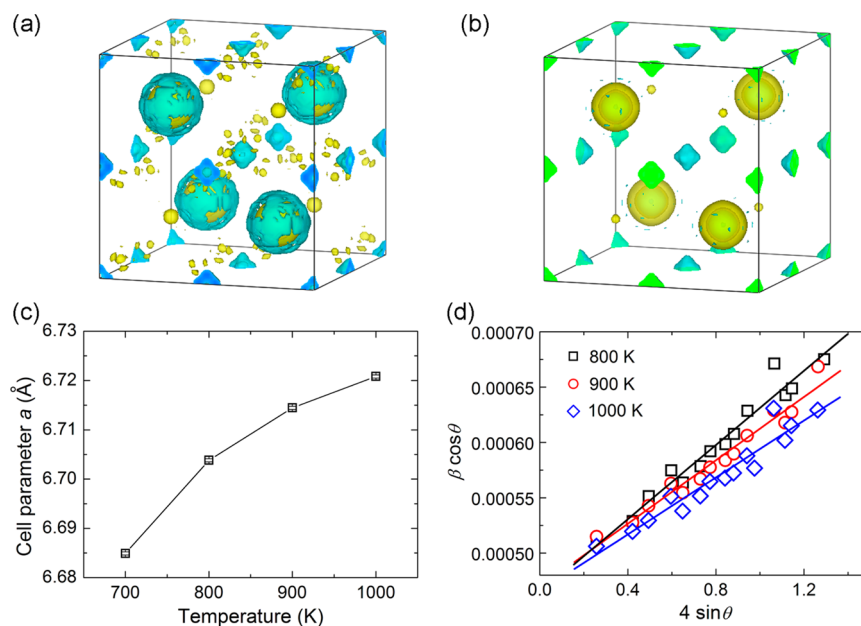 (a)
(b)
(c)
6.73
6.72
6.71
6.70
6.69
6.68
Cell parameter a (Å)
700
800
900
1000
Temperature (K)
(d)
0.00070
0.00065
0.00060
0.00055
0.00050
β cosθ
800 K
900 K
1000 K
0.0
0.4
0.8
1.2
4 sinθ